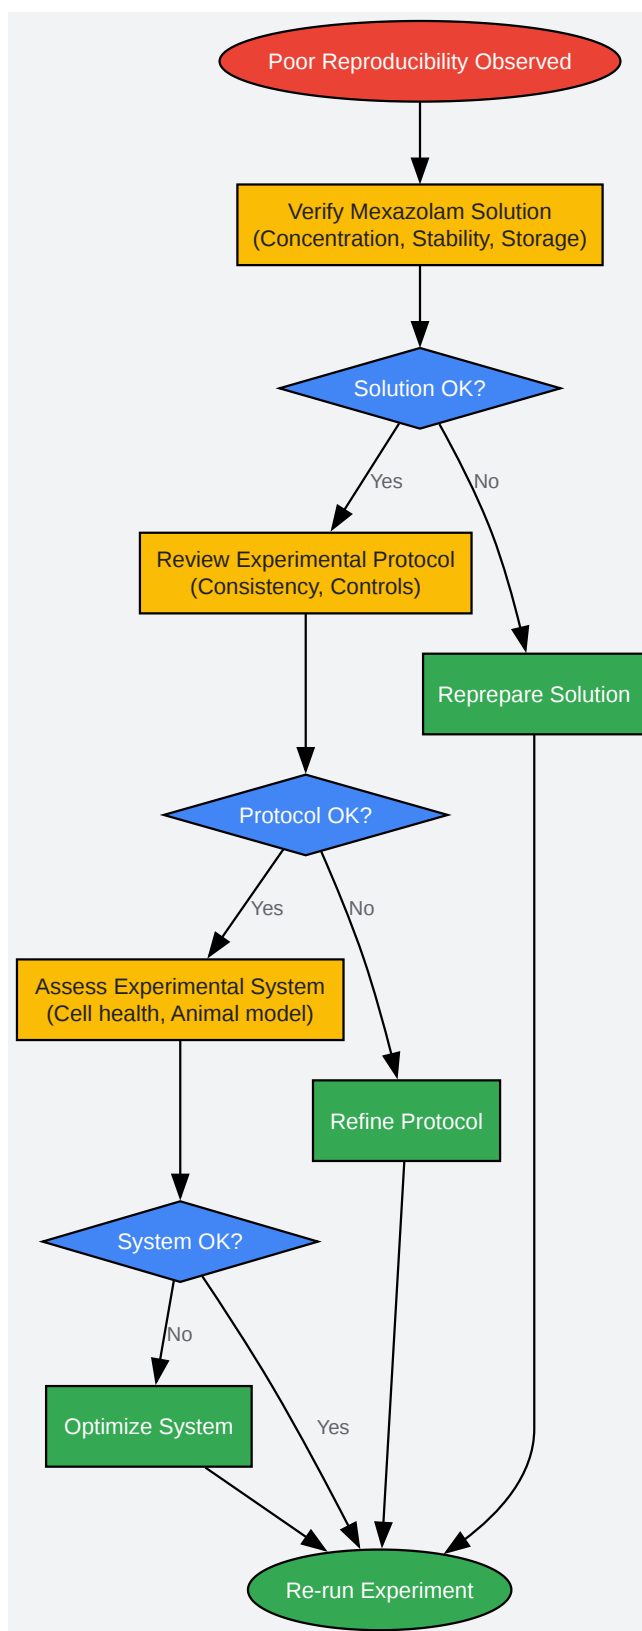 Poor Reproducibility Observed
Verify Mexazolam Solution
(Concentration, Stability, Storage)
Solution OK?
Yes
No
Review Experimental Protocol
(Consistency, Controls)
Reprepare Solution
Protocol OK?
Yes
No
Assess Experimental System
(Cell health, Animal model)
Refine Protocol
System OK?
No
Optimize System
Yes
Re-run Experiment